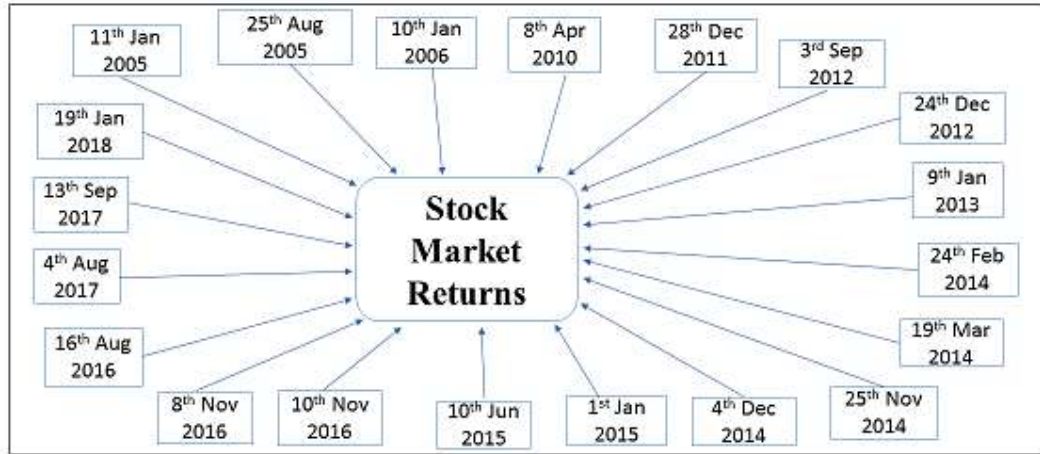 11th Jan
2005
25th Aug
2005
10th Jan
2006
8th Apr
2010
28th Dec
2011
3rd Sep
2012
24th Dec
2012
9th Jan
2013
24th Feb
2014
19th Mar
2014
25th Nov
2014
4th Dec
2014
1st Jan
2015
10th Jun
2015
10th Nov
2016
8th Nov
2016
16th Aug
2016
4th Aug
2017
13th Sep
2017
19th Jan
2018
Stock
Market
Returns